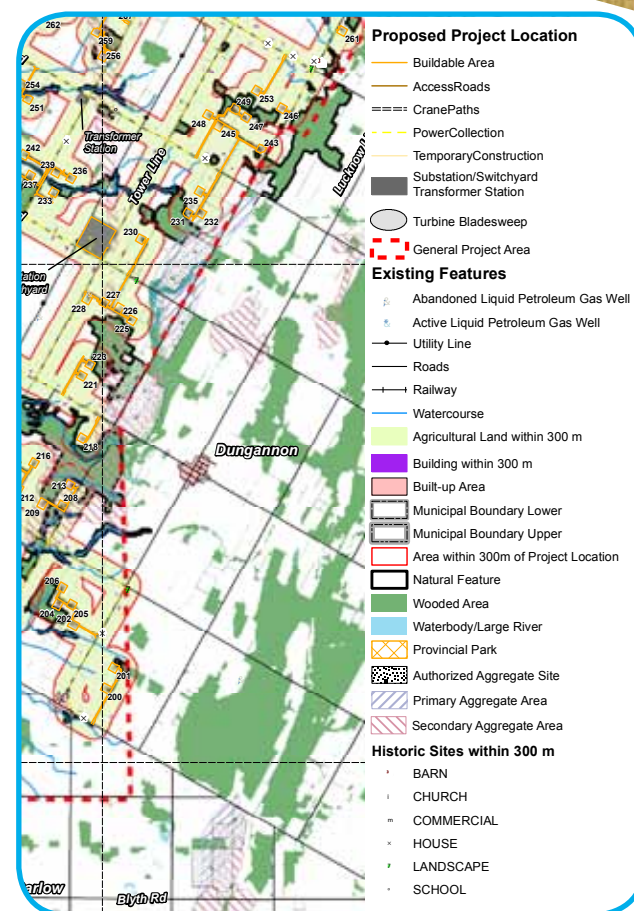 262
257
259
256
261
254
251
Transformer
Station
249
253
246
247
248
245
243
242
239
236
237
233
Tower Line
235
231
232
230
227
228
226
225
223
221
218
Dungannon
216
213
212
208
209
206
204
205
202
201
200
Blyth Rd
Proposed Project Location
Buildable Area
AccessRoads
CranePaths
PowerCollection
TemporaryConstruction
Substation/Switchyard
Transformer Station
Turbine Bladesweep
General Project Area
Existing Features
Abandoned Liquid Petroleum Gas Well
Active Liquid Petroleum Gas Well
Utility Line
Roads
Railway
Watercourse
Agricultural Land within 300 m
Building within 300 m
Built-up Area
Municipal Boundary Lower
Municipal Boundary Upper
Area within 300m of Project Location
Natural Feature
Wooded Area
Waterbody/Large River
Provincial Park
Authorized Aggregate Site
Primary Aggregate Area
Secondary Aggregate Area
Historic Sites within 300 m
BARN
CHURCH
COMMERCIAL
HOUSE
LANDSCAPE
SCHOOL